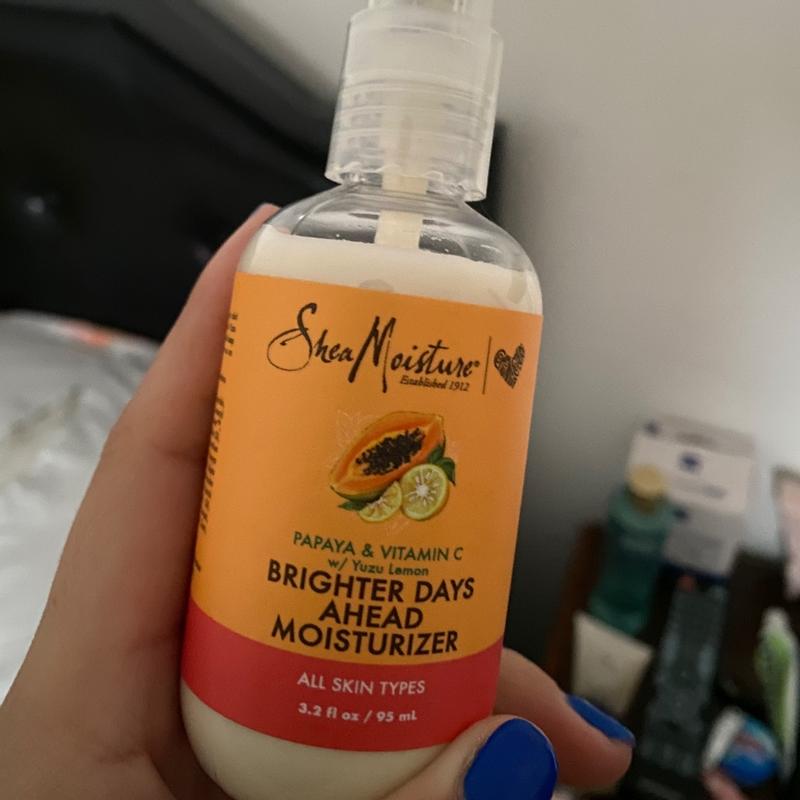 SheaMoisture®
Established 1912
PAPAYA & VITAMIN C
w/ Yuzu Lemon
BRIGHTER DAYS
AHEAD
MOISTURIZER
ALL SKIN TYPES
3.2 fl oz / 95 mL